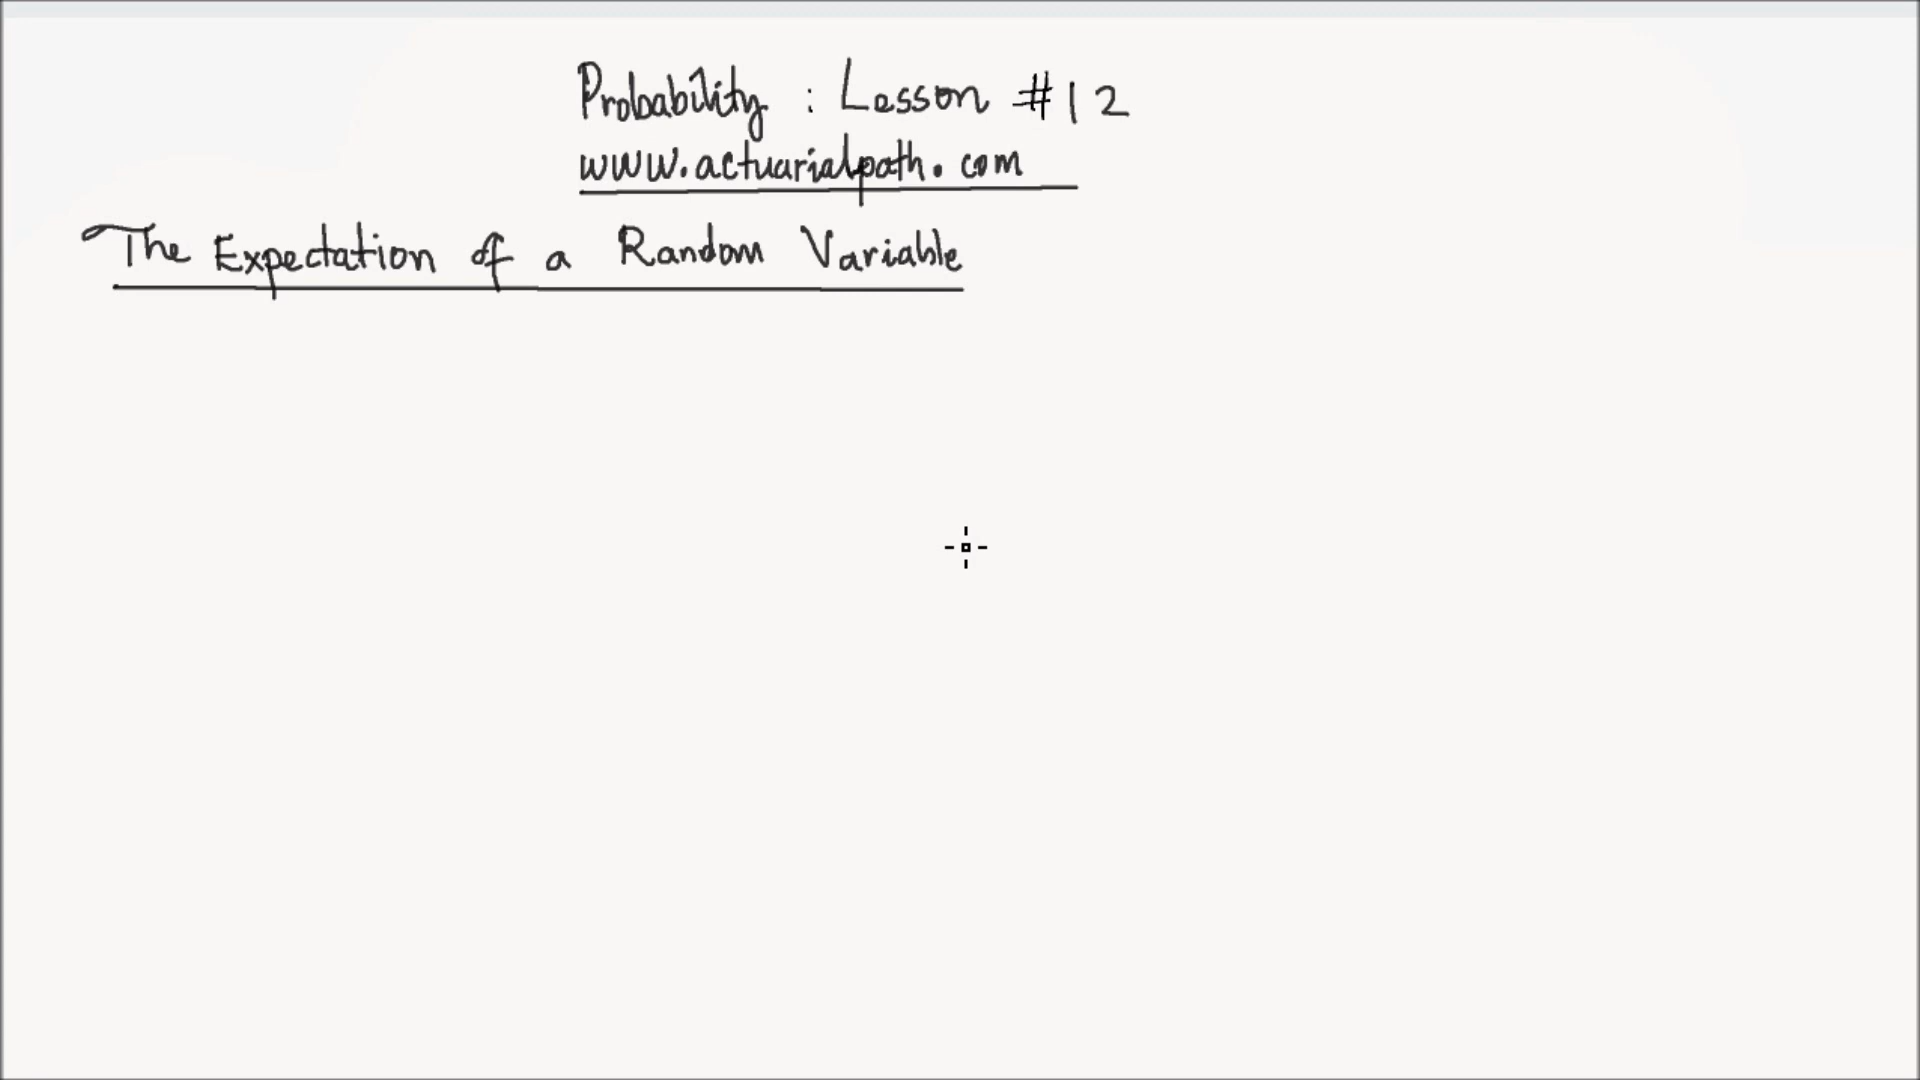 Probability : Lesson #12
www.actuarialpath.com
The Expectation of a Random Variable